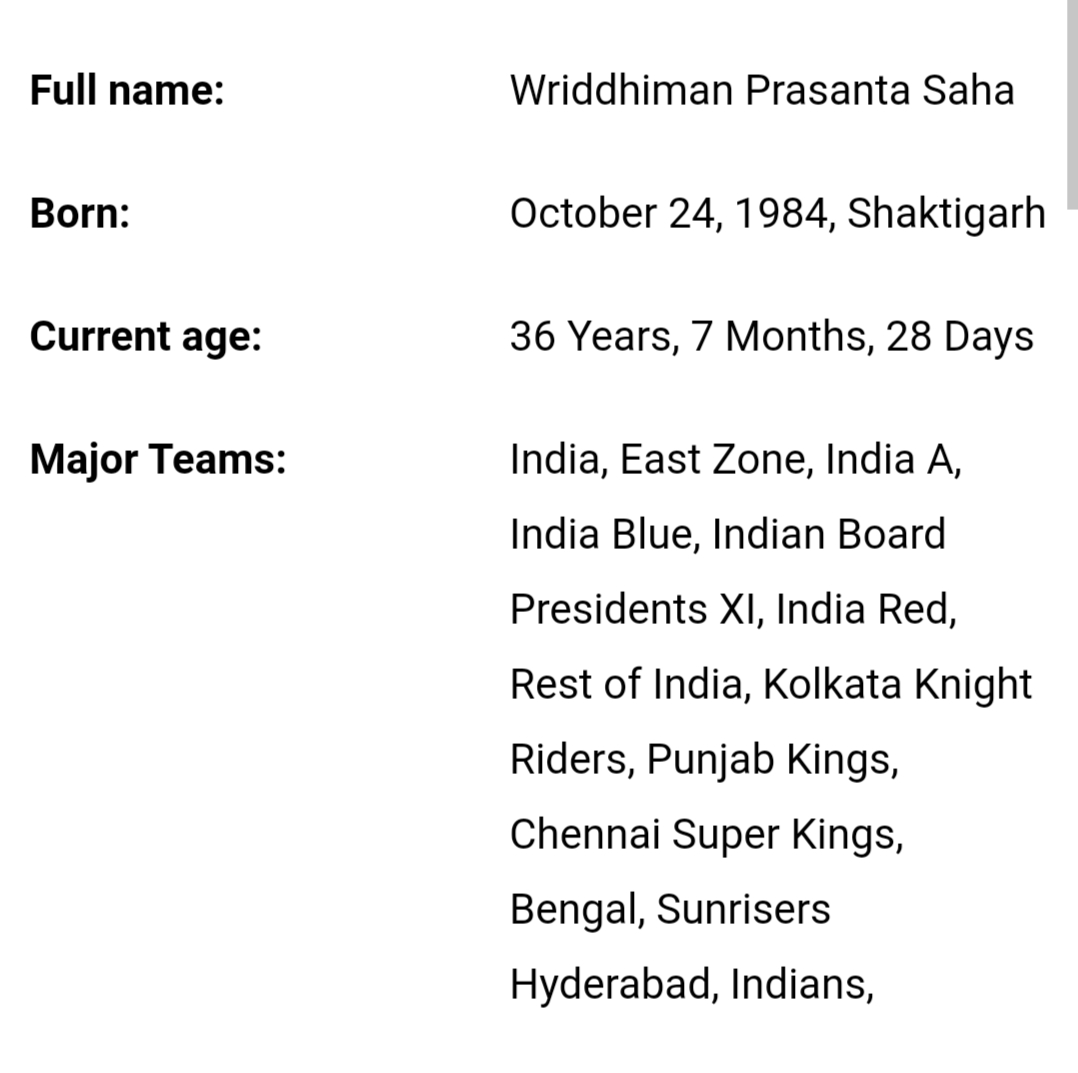 Full name: Wriddhiman Prasanta Saha
Born: October 24, 1984, Shaktigarh
Current age: 36 Years, 7 Months, 28 Days
Major Teams: India, East Zone, India A,
India Blue, Indian Board
Presidents XI, India Red,
Rest of India, Kolkata Knight
Riders, Punjab Kings,
Chennai Super Kings,
Bengal, Sunrisers
Hyderabad, Indians,